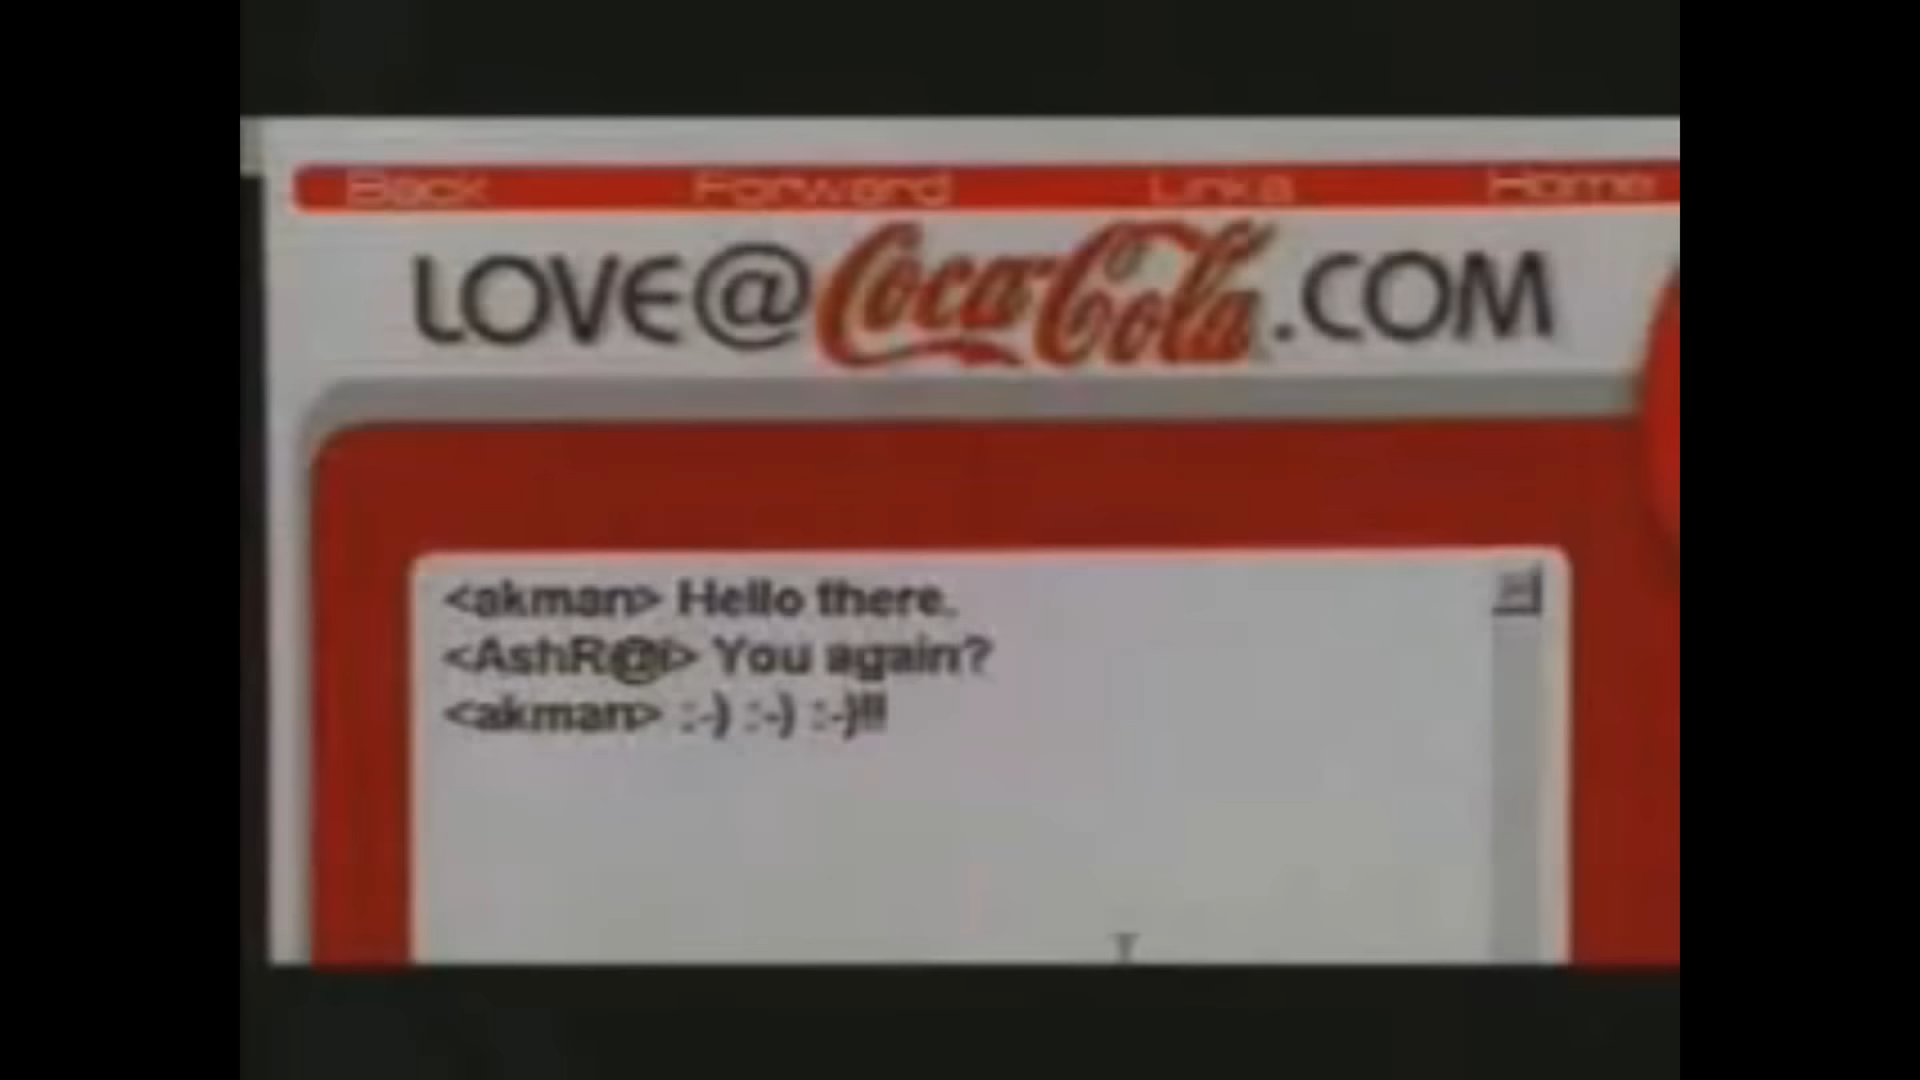 Back Forward Links Home
LOVE@Coca-Cola.COM
<akman> Hello there.
<AshR@i> You again?
<akman> :-) :-) :-)!!